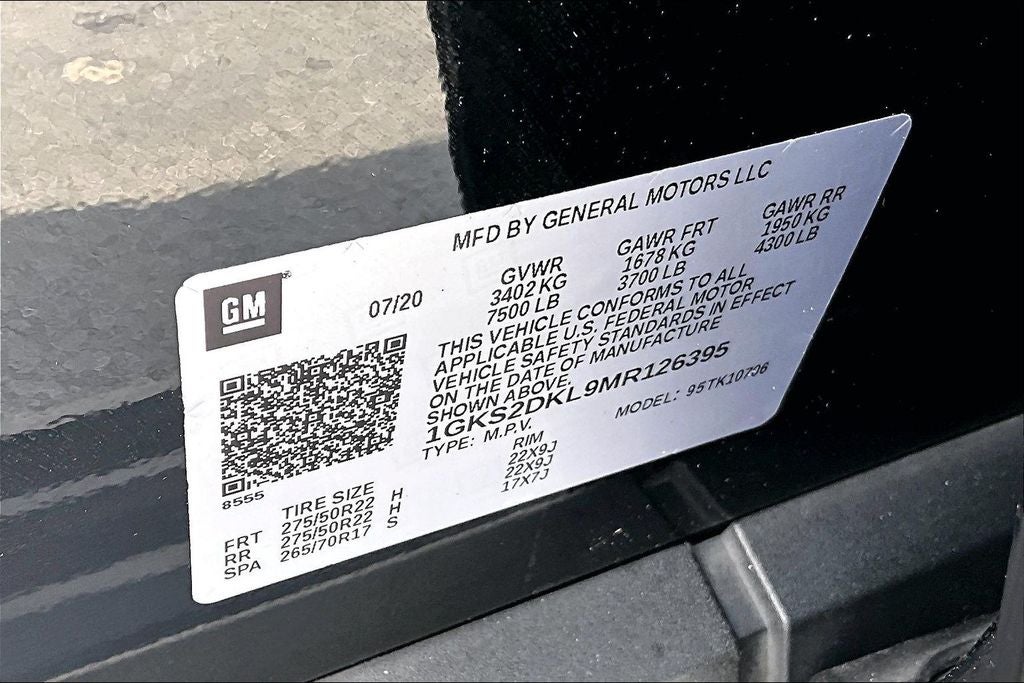 MFD BY GENERAL MOTORS LLC
GM
07/20
GVWR GAWR FRT GAWR RR
3402 KG 1678 KG 1950 KG
7500 LB 3700 LB 4300 LB
THIS VEHICLE CONFORMS TO ALL
APPLICABLE U.S. FEDERAL MOTOR
VEHICLE SAFETY STANDARDS IN EFFECT
ON THE DATE OF MANUFACTURE
SHOWN ABOVE.
1GKS2DKL9MR126395
TYPE: M.P.V. MODEL:
8555
TIRE SIZE RIM
FRT 275/50R22 H 22X9J
RR 275/50R22 H 22X9J
SPA 265/70R17 S 17X7J